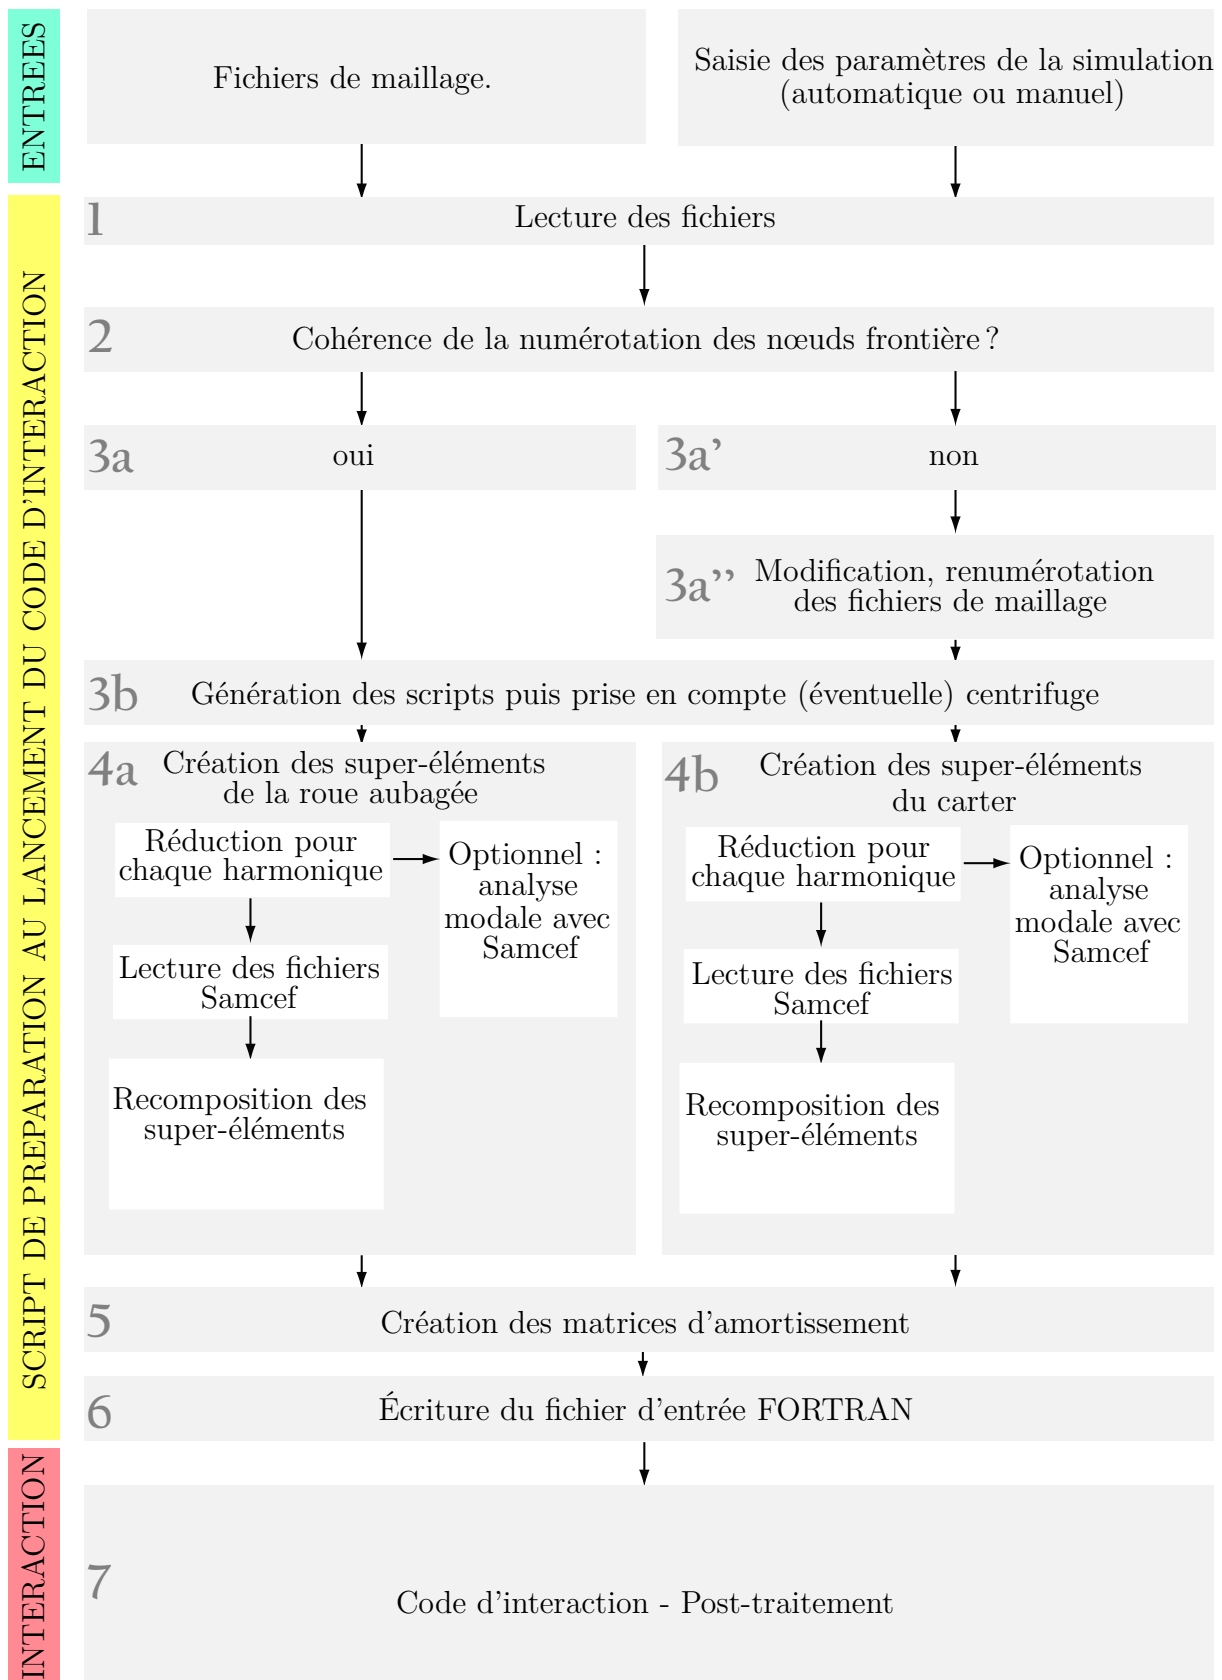 ENTREES
Fichiers de maillage.
Saisie des paramètres de la simulation
(automatique ou manuel)
SCRIPT DE PREPARATION AU LANCEMENT DU CODE D'INTERACTION
1
Lecture des fichiers
2
Cohérence de la numérotation des nœuds frontière ?
3a
oui
3a'
non
3a''
Modification, renumérotation
des fichiers de maillage
3b
Génération des scripts puis prise en compte (éventuelle) centrifuge
4a
Création des super-éléments
de la roue aubagée
Réduction pour
chaque harmonique
Optionnel :
analyse
modale avec
Samcef
Lecture des fichiers
Samcef
Recomposition des
super-éléments
4b
Création des super-éléments
du carter
Réduction pour
chaque harmonique
Optionnel :
analyse
modale avec
Samcef
Lecture des fichiers
Samcef
Recomposition des
super-éléments
5
Création des matrices d'amortissement
6
Écriture du fichier d'entrée FORTRAN
INTERACTION
7
Code d'interaction - Post-traitement